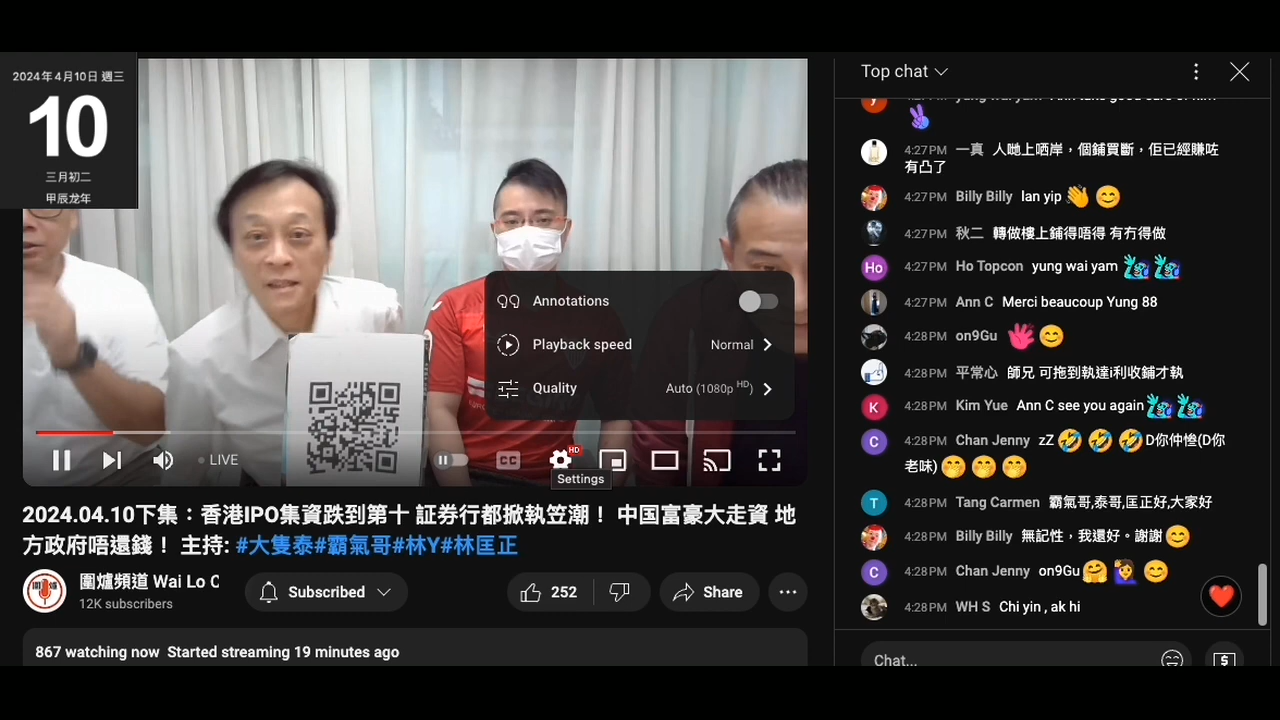 2024年4月10日 週三
10
三月初二
甲辰龙年
Annotations
Playback speed
Normal
Quality
Auto (1080p HD)
LIVE
CC
HD
Settings
2024.04.10下集：香港IPO集資跌到第十 証券行都掀執笠潮！ 中国富豪大走資 地
方政府唔還錢！ 主持: #大隻泰#霸氣哥#林Y#林匡正
圍爐頻道 Wai Lo C
12K subscribers
Subscribed
252
Share
867 watching now Started streaming 19 minutes ago
Top chat
4:27PM 一真 人哋上晒岸，個鋪買斷，佢已經賺咗
有凸了
4:27PM Billy Billy Ian yip 👋 😊
4:27PM 秋二 轉做樓上鋪得唔得 有冇得做
Ho
4:27PM Ho Topcon yung wai yam
4:27PM Ann C Merci beaucoup Yung 88
4:28PM on9Gu 😊
4:28PM 平常心 師兄 可拖到執達i利收鋪才執
K
4:28PM Kim Yue Ann C see you again
C
4:28PM Chan Jenny zZ 🤣 🤣 🤣 D你仲慘(D你
老味) 🤭 🤭 🤭
T
4:28PM Tang Carmen 霸氣哥,泰哥,匡正好,大家好
4:28PM Billy Billy 無記性，我還好。謝謝 😊
C
4:28PM Chan Jenny on9Gu 🤗 🙋‍♀️ 😊
4:28PM WH S Chi yin , ak hi
Chat...